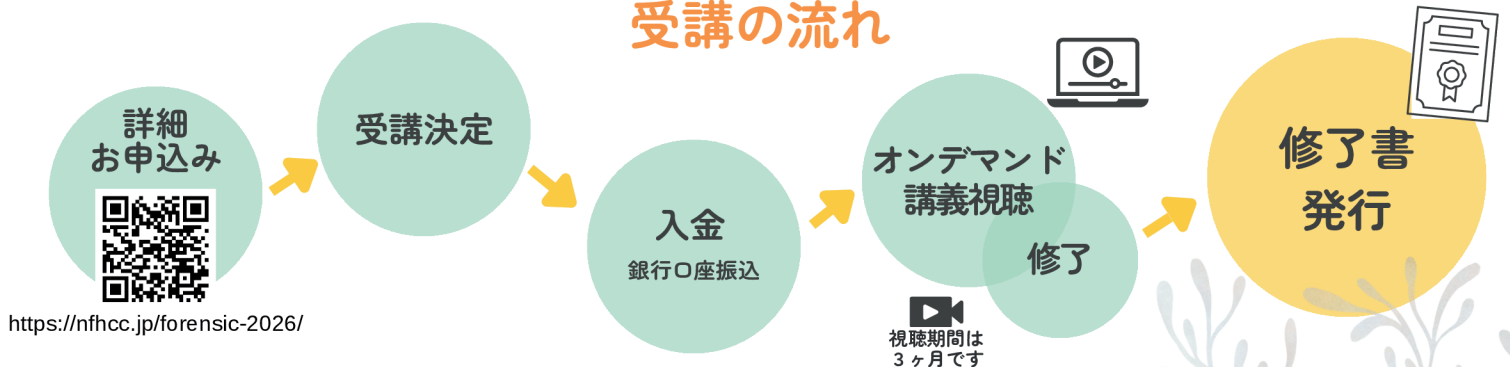 受講の流れ
詳細
お申込み
https://nfhcc.jp/forensic-2026/
受講決定
入金
銀行口座振込
オンデマンド
講義視聴
修了
視聴期間は
３ヶ月です
修了書
発行